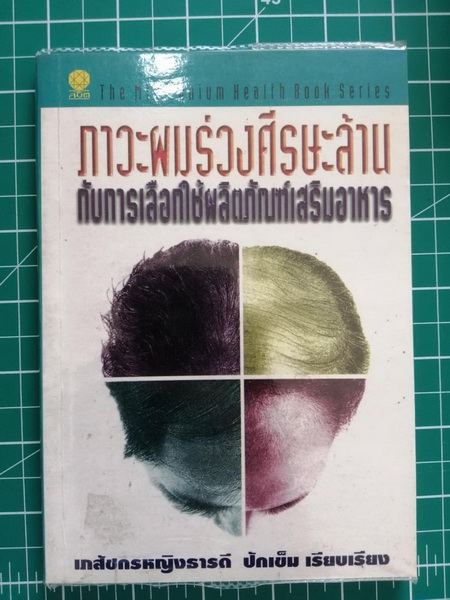 The Millennium Health Book Series
ภาวะผมร่วงศีรษะล้าน
กับการเลือกใช้ผลิตภัณฑ์เสริมอาหาร
เภสัชกรหญิงธารดี ปักเข็ม เรียบเรียง